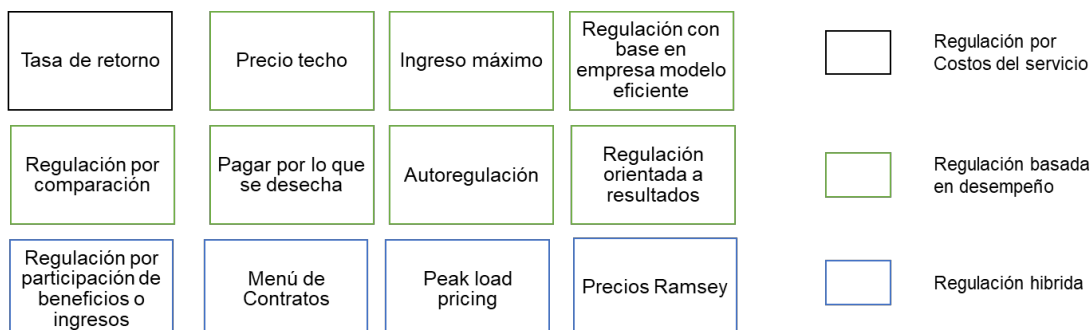 Tasa de retorno
Precio techo
Ingreso máximo
Regulación con
base en
empresa modelo
eficiente
Regulación por
Costos del servicio
Regulación por
comparación
Pagar por lo que
se desecha
Autoregulación
Regulación
orientada a
resultados
Regulación basada
en desempeño
Regulación por
participación de
beneficios o
ingresos
Menú de
Contratos
Peak load
pricing
Precios Ramsey
Regulación hibrida